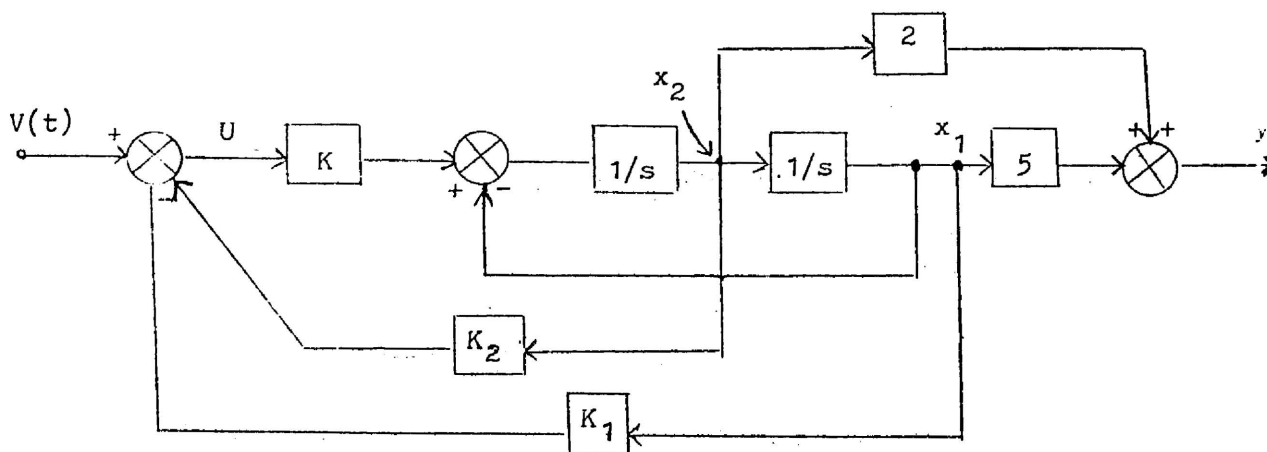 2
x2
V(t)
+
U
K
+
-
1/s
.1/s
x1
5
+
+
y
-
K2
K1